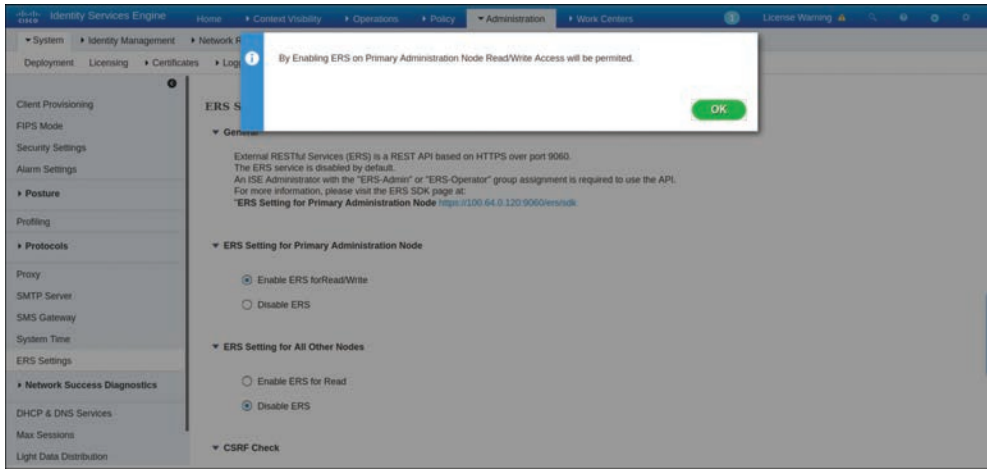 cisco Identity Services Engine Home Context Visibility Operations Policy Administration Work Centers 1 License Warning
System Identity Management Network R
Deployment Licensing Certificates Log
By Enabling ERS on Primary Administration Node Read/Write Access will be permited.
OK
Client Provisioning
FIPS Mode
Security Settings
Alarm Settings
Posture
Profiling
Protocols
Proxy
SMTP Server
SMS Gateway
System Time
ERS Settings
Network Success Diagnostics
DHCP & DNS Services
Max Sessions
Light Data Distribution
ERS S
General
External RESTful Services (ERS) is a REST API based on HTTPS over port 9060.
The ERS service is disabled by default.
An ISE Administrator with the "ERS-Admin" or "ERS-Operator" group assignment is required to use the API.
For more information, please visit the ERS SDK page at:
"ERS Setting for Primary Administration Node https://100.64.0.120:9060/ers/sdk
ERS Setting for Primary Administration Node
Enable ERS forRead/Write
Disable ERS
ERS Setting for All Other Nodes
Enable ERS for Read
Disable ERS
CSRF Check